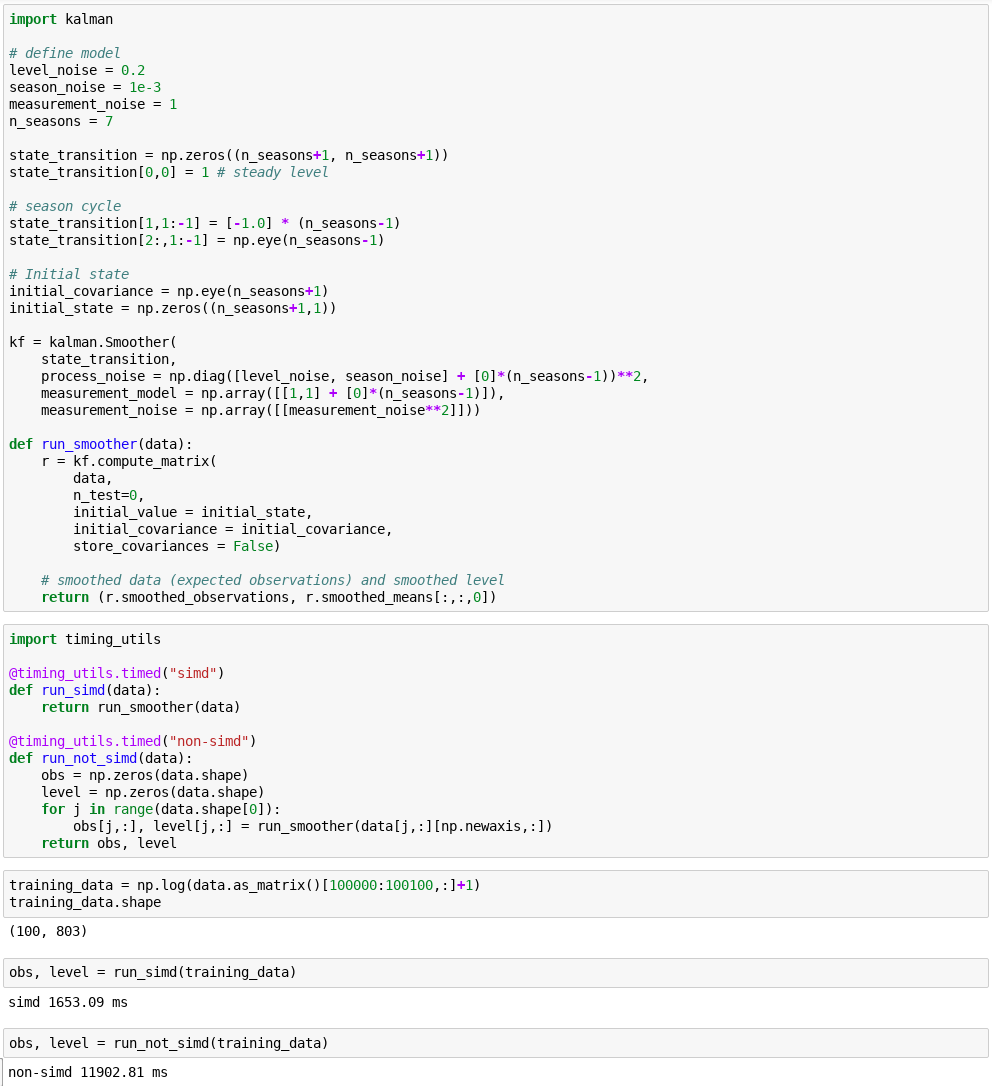 import kalman

# define model
level_noise = 0.2
season_noise = 1e-3
measurement_noise = 1
n_seasons = 7

state_transition = np.zeros((n_seasons+1, n_seasons+1))
state_transition[0,0] = 1 # steady level

# season cycle
state_transition[1,1:-1] = [-1.0] * (n_seasons-1)
state_transition[2:,1:-1] = np.eye(n_seasons-1)

# Initial state
initial_covariance = np.eye(n_seasons+1)
initial_state = np.zeros((n_seasons+1,1))

kf = kalman.Smoother(
    state_transition,
    process_noise = np.diag([level_noise, season_noise] + [0]*(n_seasons-1))**2,
    measurement_model = np.array([[1,1] + [0]*(n_seasons-1)]),
    measurement_noise = np.array([[measurement_noise**2]]))

def run_smoother(data):
    r = kf.compute_matrix(
        data,
        n_test=0,
        initial_value = initial_state,
        initial_covariance = initial_covariance,
        store_covariances = False)

    # smoothed data (expected observations) and smoothed level
    return (r.smoothed_observations, r.smoothed_means[:,:,0])

import timing_utils

@timing_utils.timed("simd")
def run_simd(data):
    return run_smoother(data)

@timing_utils.timed("non-simd")
def run_not_simd(data):
    obs = np.zeros(data.shape)
    level = np.zeros(data.shape)
    for j in range(data.shape[0]):
        obs[j,:], level[j,:] = run_smoother(data[j,:][np.newaxis,:])
    return obs, level

training_data = np.log(data.as_matrix()[100000:100100,:]+1)
training_data.shape

(100, 803)

obs, level = run_simd(training_data)

simd 1653.09 ms

obs, level = run_not_simd(training_data)

non-simd 11902.81 ms